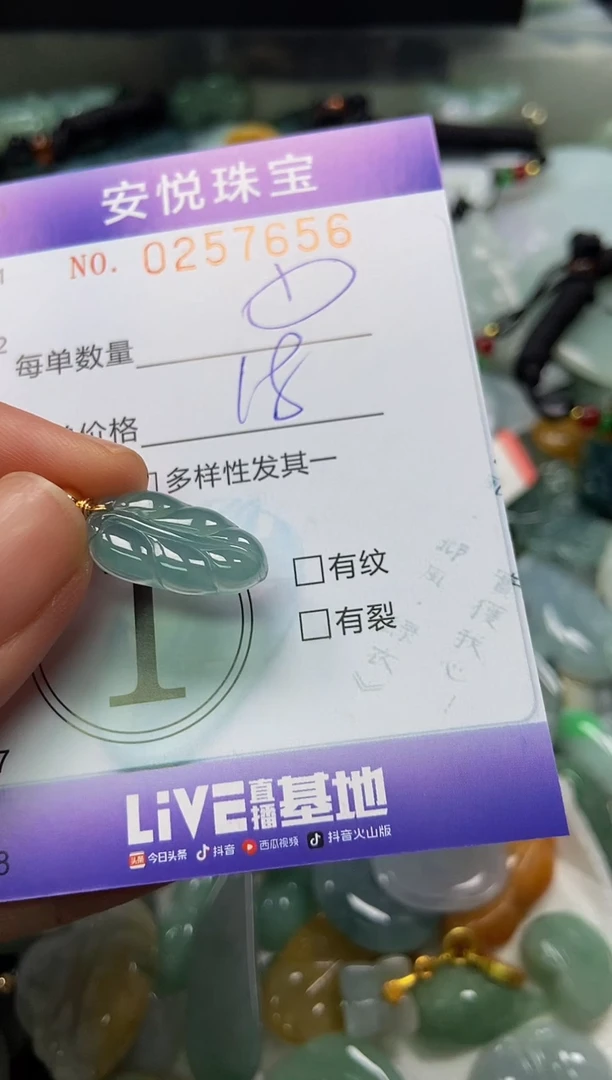 安悦珠宝
NO. 0257656
每单数量 ①
价格 18
多样性发其一
□有纹
□有裂
1
LiVE直播基地
今日头条 抖音 西瓜视频 抖音火山版